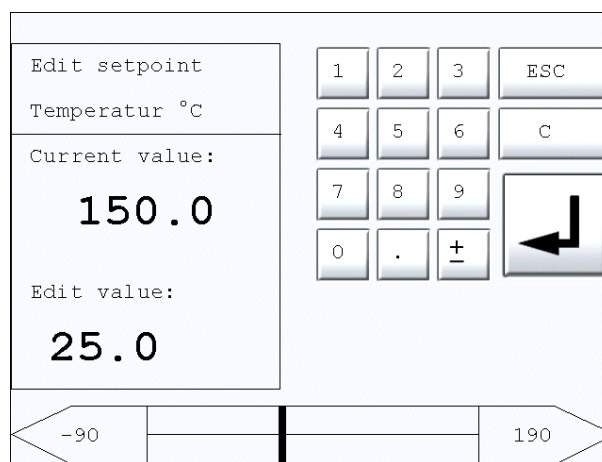 Edit setpoint
Temperatur °C
Current value:
150.0
Edit value:
25.0
1 2 3 ESC
4 5 6 C
7 8 9
0 . ±
-90 190